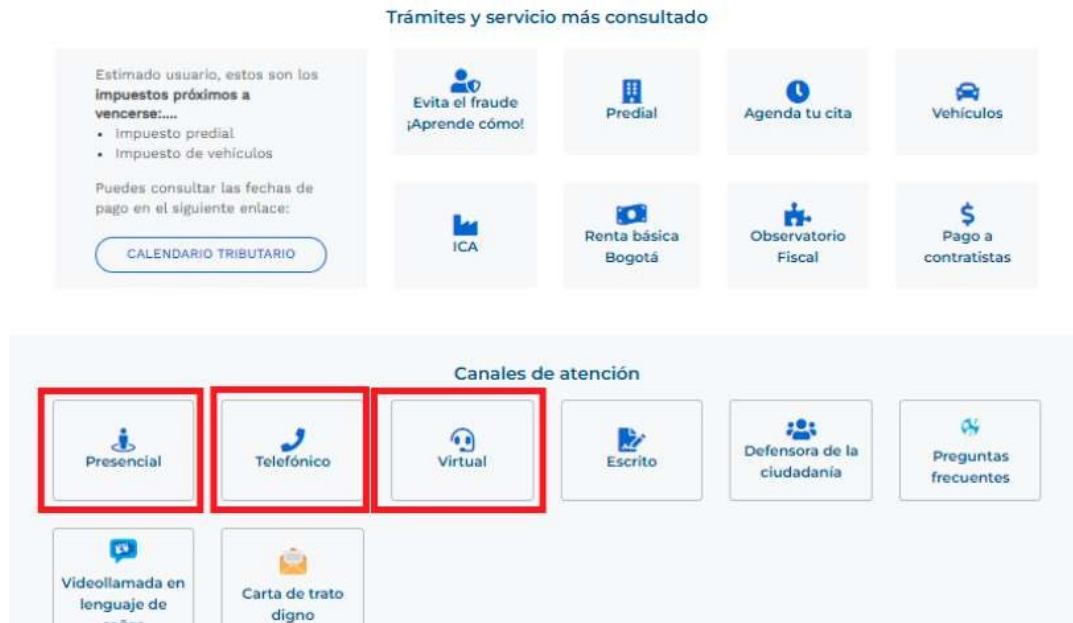 Trámites y servicio más consultado
Estimado usuario, estos son los
impuestos próximos a
vencerse:....
• Impuesto predial
• Impuesto de vehículos
Puedes consultar las fechas de
pago en el siguiente enlace:
CALENDARIO TRIBUTARIO
Evita el fraude
¡Aprende cómo!
Predial
Agenda tu cita
Vehículos
ICA
Renta básica
Bogotá
Observatorio
Fiscal
Pago a
contratistas
Canales de atención
Presencial
Telefónico
Virtual
Escrito
Defensora de la
ciudadanía
Preguntas
frecuentes
Videollamada en
lenguaje de
Carta de trato
digno